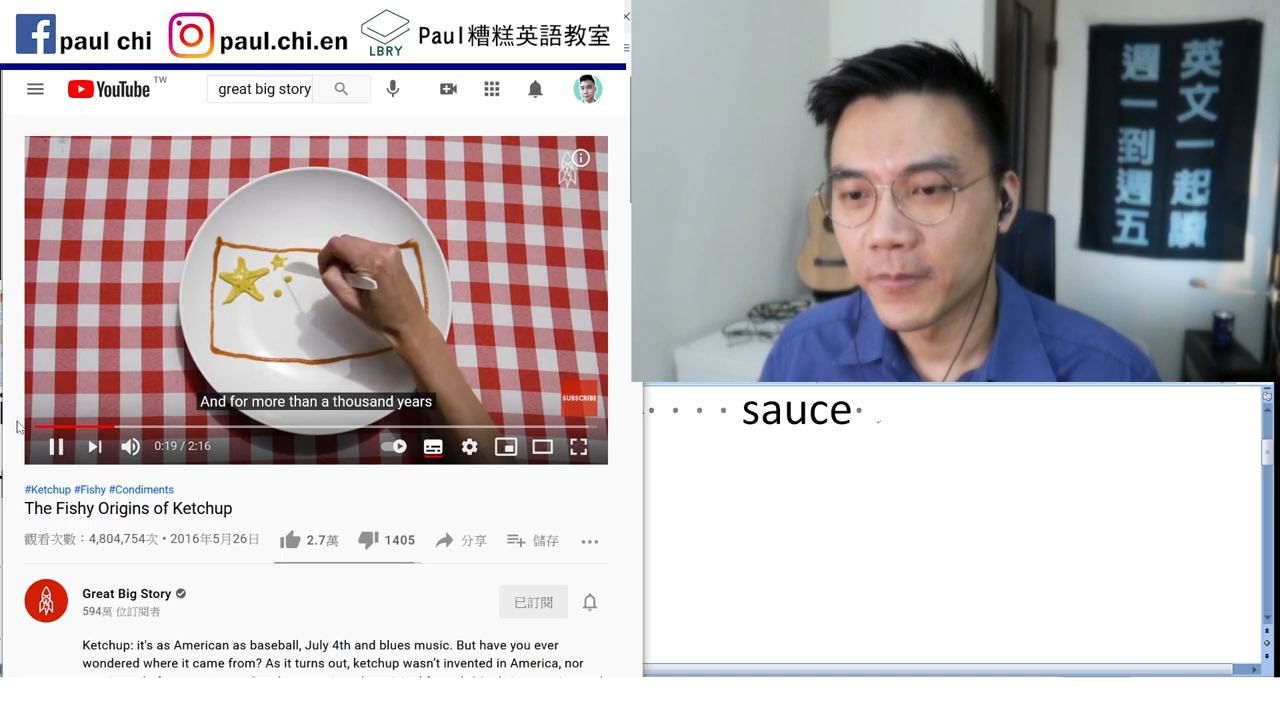 paul chi
paul.chi.en
LBRY
Paul糟糕英語教室
YouTube TW
great big story
英文一起讀
週一到週五
SUBSCRIBE
And for more than a thousand years
0:19 / 2:16
sauce
#Ketchup #Fishy #Condiments
The Fishy Origins of Ketchup
觀看次數：4,804,754次・2016年5月26日
2.7萬
1405
分享
儲存
Great Big Story
594萬 位訂閱者
已訂閱
Ketchup: it's as American as baseball, July 4th and blues music. But have you ever
wondered where it came from? As it turns out, ketchup wasn't invented in America, nor